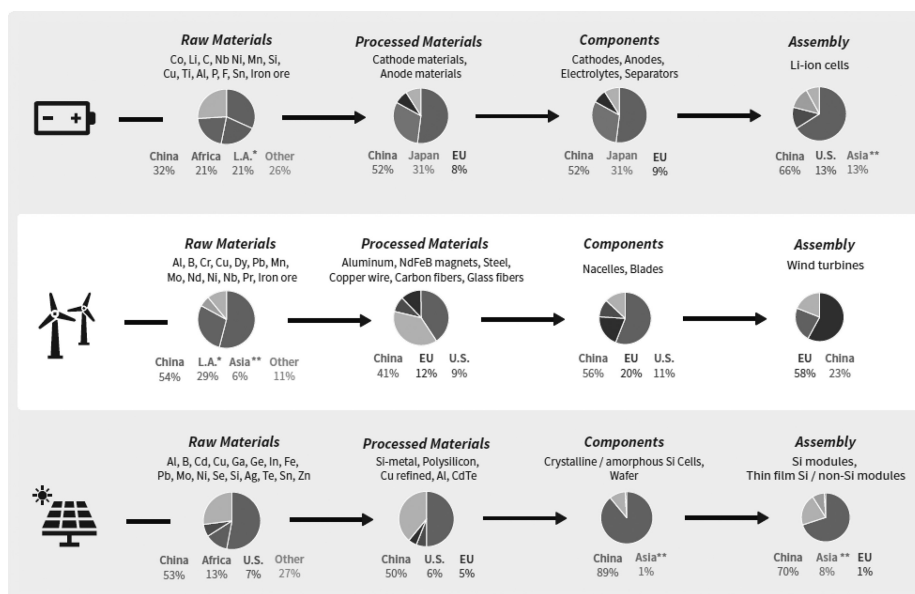 Raw Materials
Co, Li, C, Nb Ni, Mn, Si,
Cu, Ti, Al, P, F, Sn, Iron ore
China Africa L.A.* Other
32% 21% 21% 26%
Processed Materials
Cathode materials,
Anode materials
China Japan EU
52% 31% 8%
Components
Cathodes, Anodes,
Electrolytes, Separators
China Japan EU
52% 31% 9%
Assembly
Li-ion cells
China U.S. Asia**
66% 13% 13%
Raw Materials
Al, B, Cr, Cu, Dy, Pb, Mn,
Mo, Nd, Ni, Nb, Pr, Iron ore
China L.A.* Asia** Other
54% 29% 6% 11%
Processed Materials
Aluminum, NdFeB magnets, Steel,
Copper wire, Carbon fibers, Glass fibers
China EU U.S.
41% 12% 9%
Components
Nacelles, Blades
China EU U.S.
56% 20% 11%
Assembly
Wind turbines
EU China
58% 23%
Raw Materials
Al, B, Cd, Cu, Ga, Ge, In, Fe,
Pb, Mo, Ni, Se, Si, Ag, Te, Sn, Zn
China Africa U.S. Other
53% 13% 7% 27%
Processed Materials
Si-metal, Polysilicon,
Cu refined, Al, CdTe
China U.S. EU
50% 6% 5%
Components
Crystalline / amorphous Si Cells,
Wafer
China Asia**
89% 1%
Assembly
Si modules,
Thin film Si / non-Si modules
China Asia ** EU
70% 8% 1%